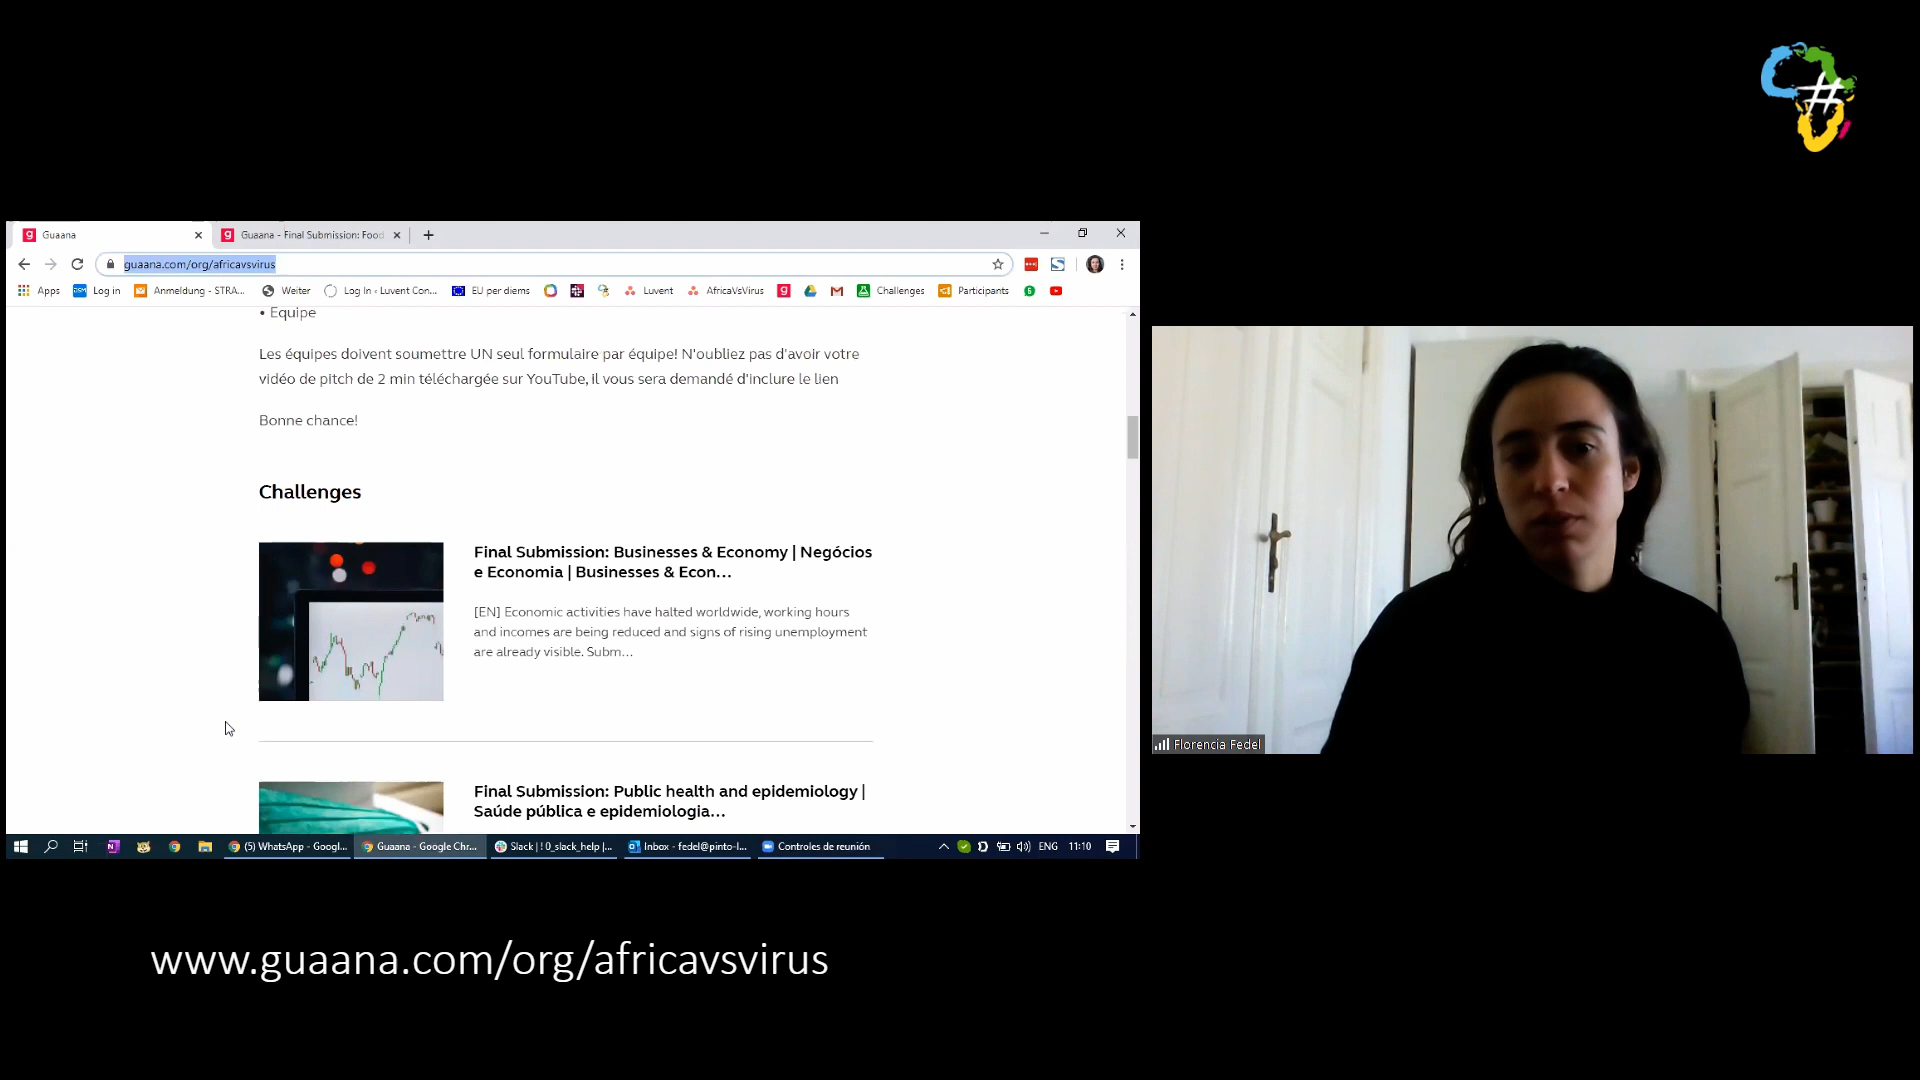 Guaana
Guaana - Final Submission: Food
guaana.com/org/africavsvirus
Apps
Log in
Anmeldung - STRA...
Weiter
Log In ‹ Luvent Con...
EU per diems
Luvent
AfricaVsVirus
Challenges
Participants
• Equipe
Les équipes doivent soumettre UN seul formulaire par équipe! N'oubliez pas d'avoir votre
vidéo de pitch de 2 min téléchargée sur YouTube, il vous sera demandé d'inclure le lien
Bonne chance!
Challenges
Final Submission: Businesses & Economy | Negócios
e Economia | Businesses & Econ...
[EN] Economic activities have halted worldwide, working hours
and incomes are being reduced and signs of rising unemployment
are already visible. Subm...
Final Submission: Public health and epidemiology |
Saúde pública e epidemiologia...
(5) WhatsApp - Googl...
Guaana - Google Chr...
Slack | ! 0_slack_help |...
Inbox - fedel@pinto-l...
Controles de reunión
ENG
11:10
Florencia Fedel
#
www.guaana.com/org/africavsvirus